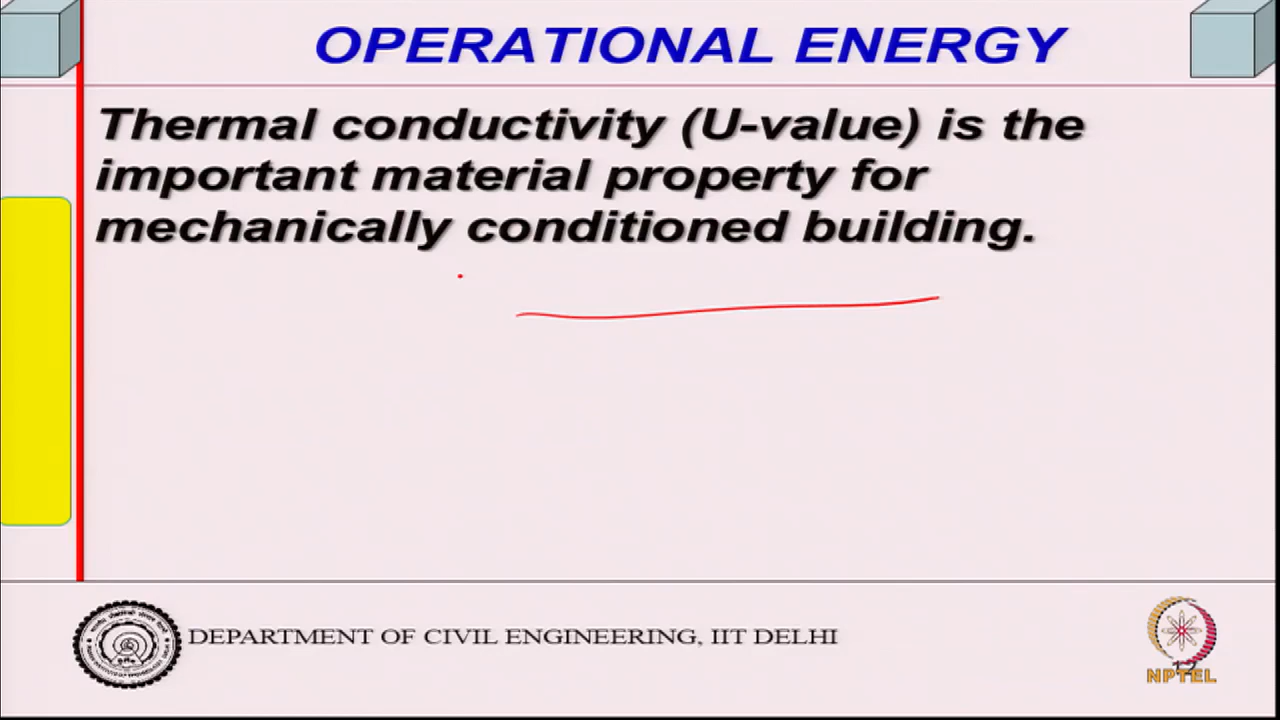 OPERATIONAL ENERGY
Thermal conductivity (U-value) is the
important material property for
mechanically conditioned building.
DEPARTMENT OF CIVIL ENGINEERING, IIT DELHI
NPTEL